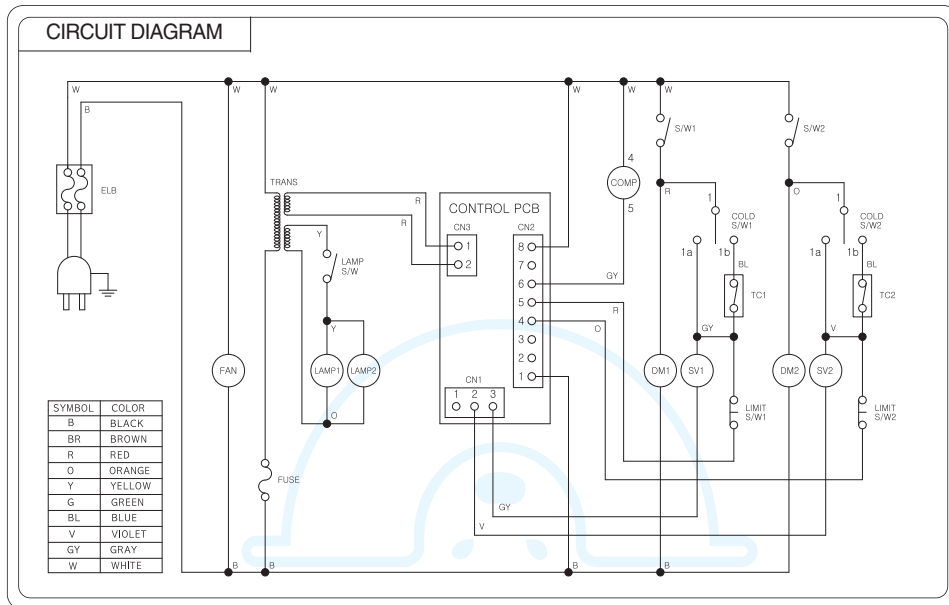 CIRCUIT DIAGRAM
W W W W W W W
B
ELB
TRANS
S/W1
S/W2
4
COMP
5
R
O
CONTROL PCB
CN3
CN2
R
R
1
2
8
7
6
5
4
3
2
1
GY
R
O
Y
LAMP
S/W
Y
LAMP1
LAMP2
O
1
COLD
S/W1
1a
1b
BL
TC1
GY
1
COLD
S/W2
1a
1b
BL
TC2
V
FAN
DM1
SV1
DM2
SV2
LIMIT
S/W1
LIMIT
S/W2
CN1
1 2 3
FUSE
GY
V
B B B B
SYMBOL COLOR
B BLACK
BR BROWN
R RED
O ORANGE
Y YELLOW
G GREEN
BL BLUE
V VIOLET
GY GRAY
W WHITE